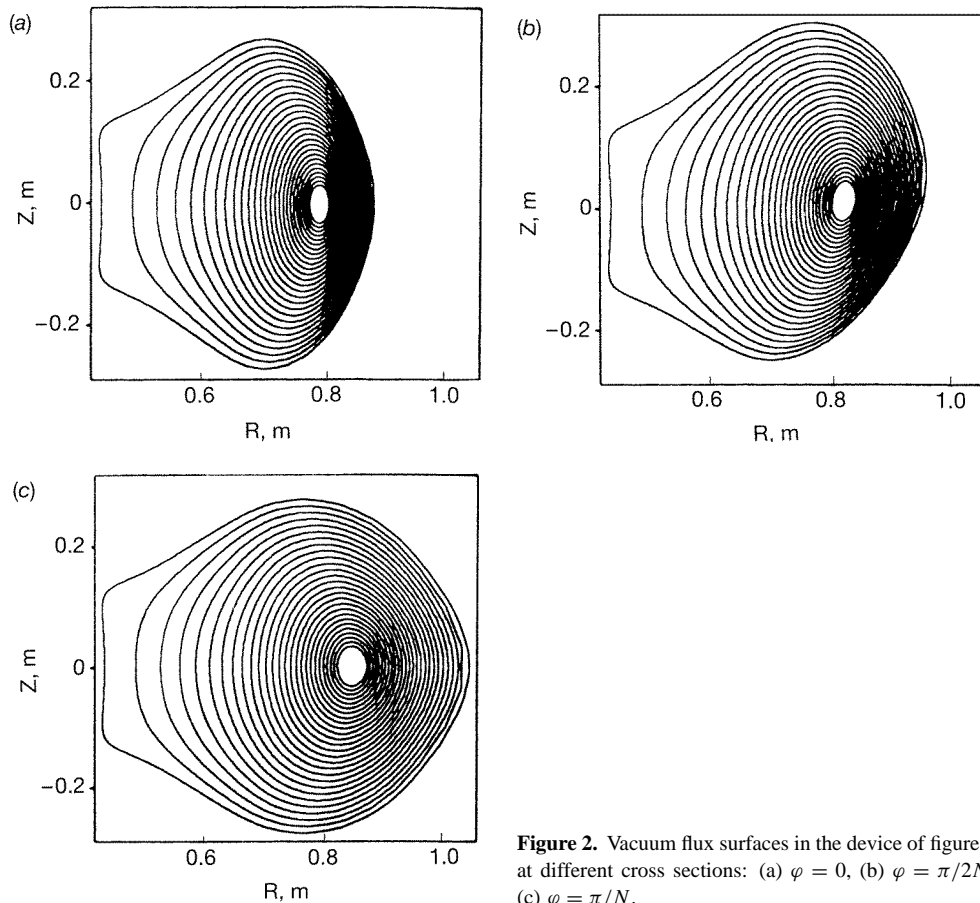 (a)
0.2
0
−0.2
Z, m
0.6 0.8 1.0
R, m
(b)
0.2
0
−0.2
Z, m
0.6 0.8 1.0
R, m
(c)
0.2
0
−0.2
Z, m
0.6 0.8 1.0
R, m
Figure 2. Vacuum flux surfaces in the device of figure
at different cross sections: (a) φ = 0, (b) φ = π/2N
(c) φ = π/N.